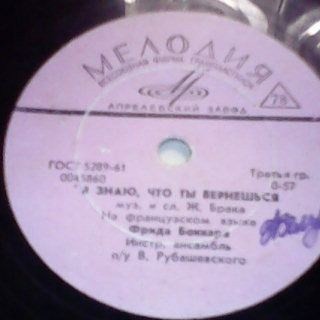 МЕЛОДИЯ
ВСЕСОЮЗНАЯ ФИРМА ГРАМПЛАСТИНОК
АПРЕЛЕВСКИЙ ЗАВОД
78
ГОСТ 5289-61
0045860
Третья гр.
0-57
Я ЗНАЮ, ЧТО ТЫ ВЕРНЕШЬСЯ
муз. и сл. Ж. Брака
На французском языке
Фрида Боккара
Инстр. ансамбль
п/у В. Рубашевского